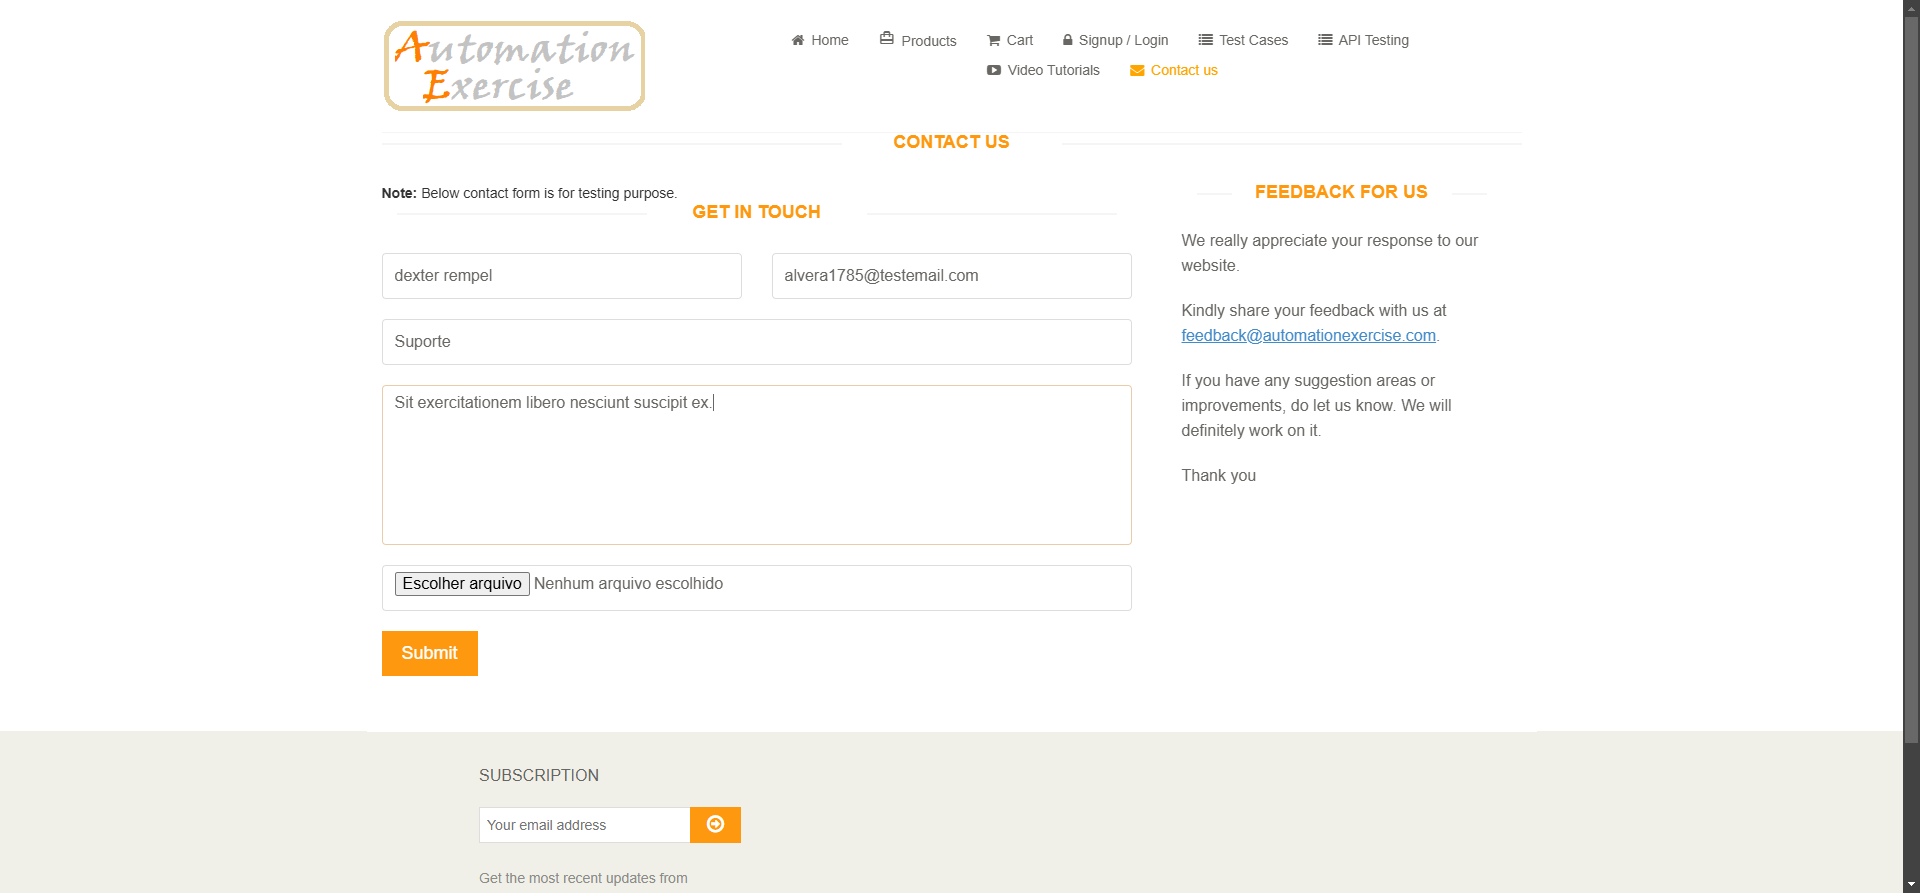 Automation
Exercise
Home
Products
Cart
Signup / Login
Test Cases
API Testing
Video Tutorials
Contact us
CONTACT US
Note: Below contact form is for testing purpose.
GET IN TOUCH
dexter rempel
alvera1785@testemail.com
Suporte
Sit exercitationem libero nesciunt suscipit ex.
Escolher arquivo Nenhum arquivo escolhido
Submit
FEEDBACK FOR US
We really appreciate your response to our
website.
Kindly share your feedback with us at
feedback@automationexercise.com.
If you have any suggestion areas or
improvements, do let us know. We will
definitely work on it.
Thank you
SUBSCRIPTION
Your email address
Get the most recent updates from